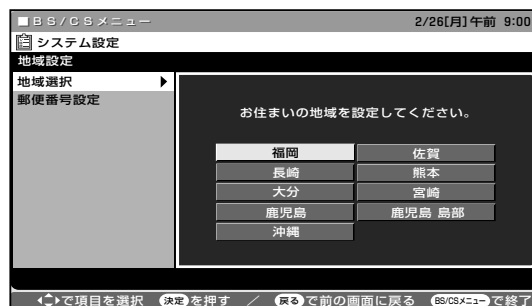 ■BS/CSメニュー 2/26[月]午前 9:00
システム設定
地域設定
地域選択
郵便番号設定
お住まいの地域を設定してください。
福岡 佐賀
長崎 熊本
大分 宮崎
鹿児島 鹿児島 島部
沖縄
で項目を選択 決定を押す / 戻るで前の画面に戻る BS/CSメニューで終了